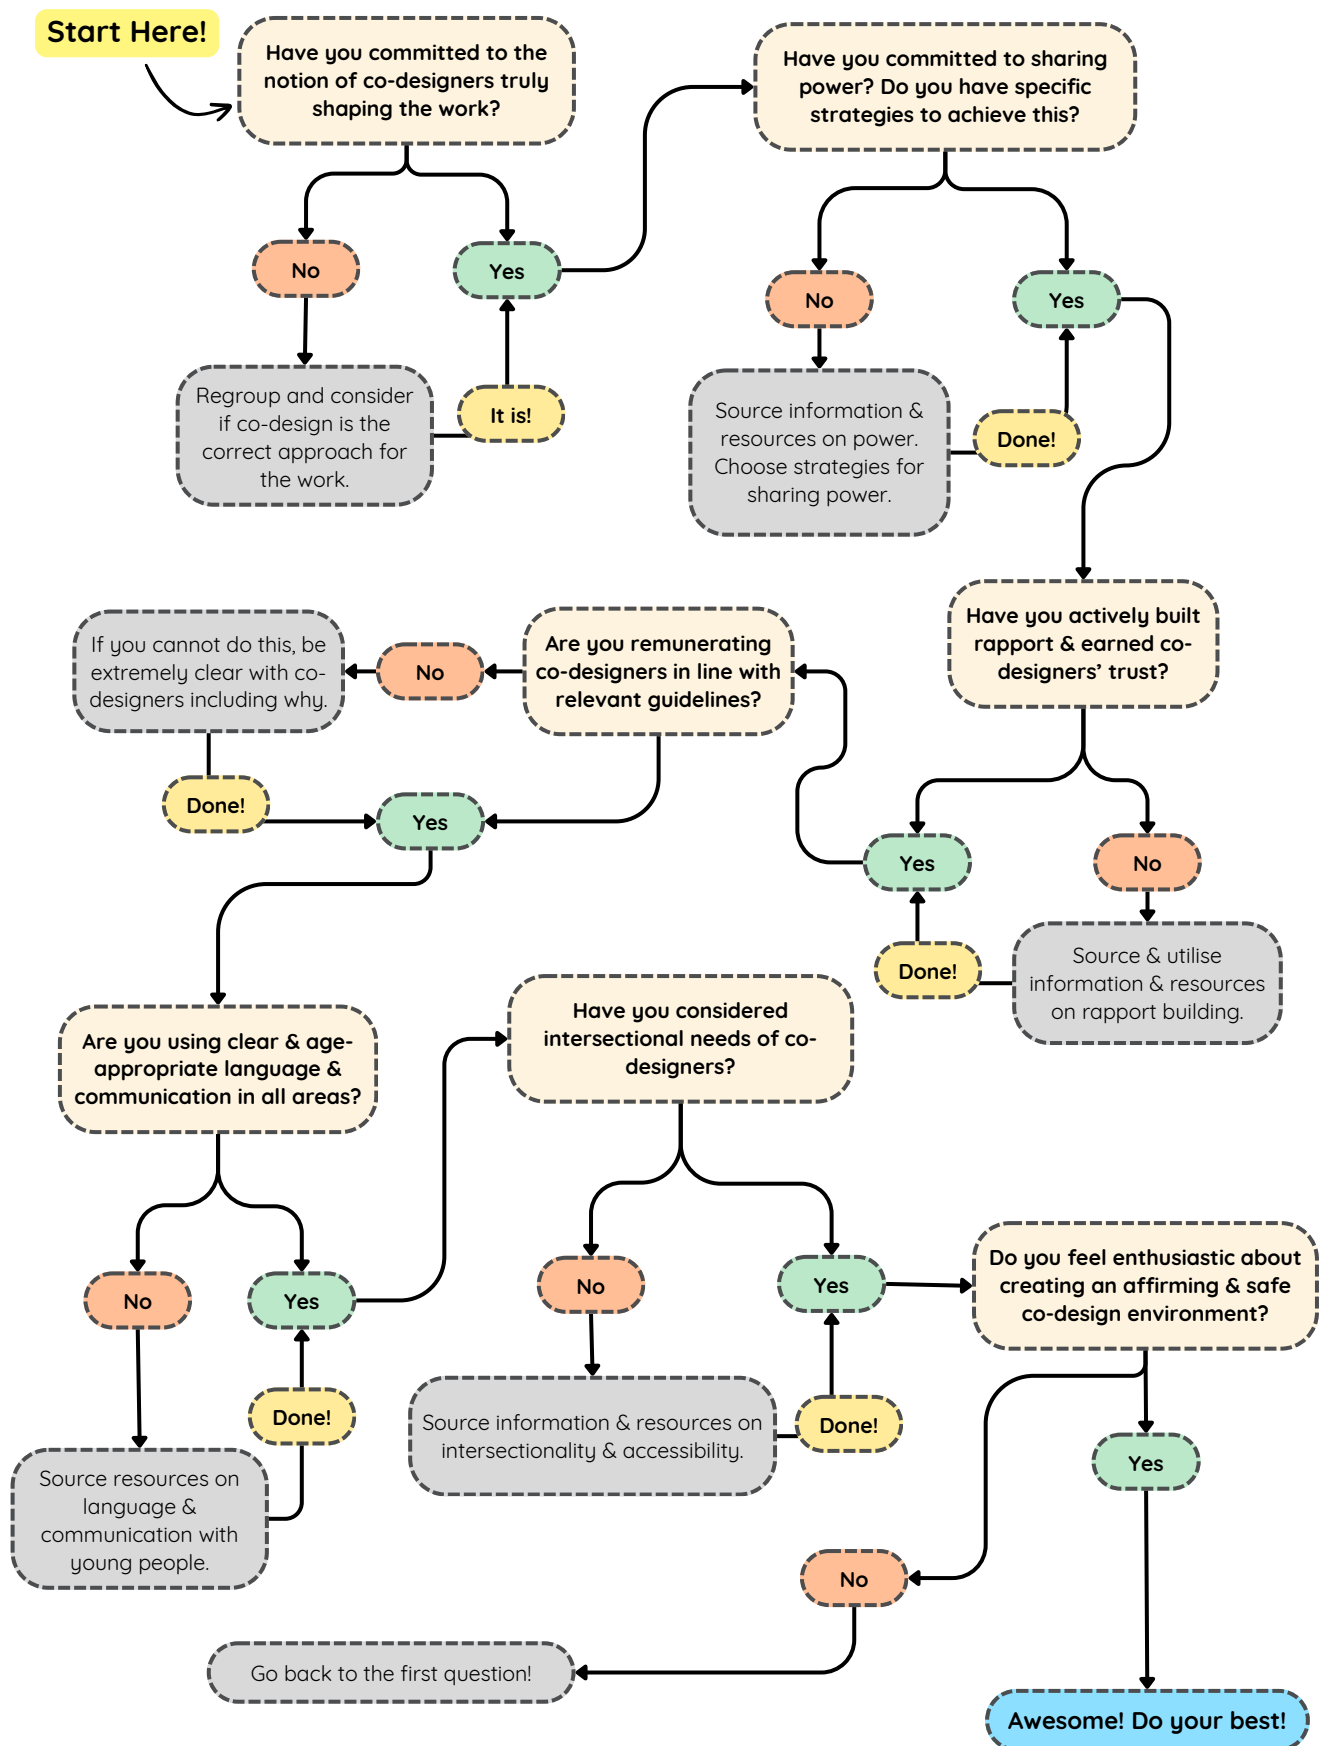 Start Here!
Have you committed to the
notion of co-designers truly
shaping the work?
No
Yes
Regroup and consider
if co-design is the
correct approach for
the work.
It is!
Have you committed to sharing
power? Do you have specific
strategies to achieve this?
No
Yes
Source information &
resources on power.
Choose strategies for
sharing power.
Done!
Have you actively built
rapport & earned co-
designers’ trust?
Yes
No
Source & utilise
information & resources
on rapport building.
Done!
Are you remunerating
co-designers in line with
relevant guidelines?
No
If you cannot do this, be
extremely clear with co-
designers including why.
Done!
Yes
Are you using clear & age-
appropriate language &
communication in all areas?
No
Yes
Source resources on
language &
communication with
young people.
Done!
Have you considered
intersectional needs of co-
designers?
No
Yes
Source information & resources on
intersectionality & accessibility.
Done!
Do you feel enthusiastic about
creating an affirming & safe
co-design environment?
Yes
No
Go back to the first question!
Awesome! Do your best!